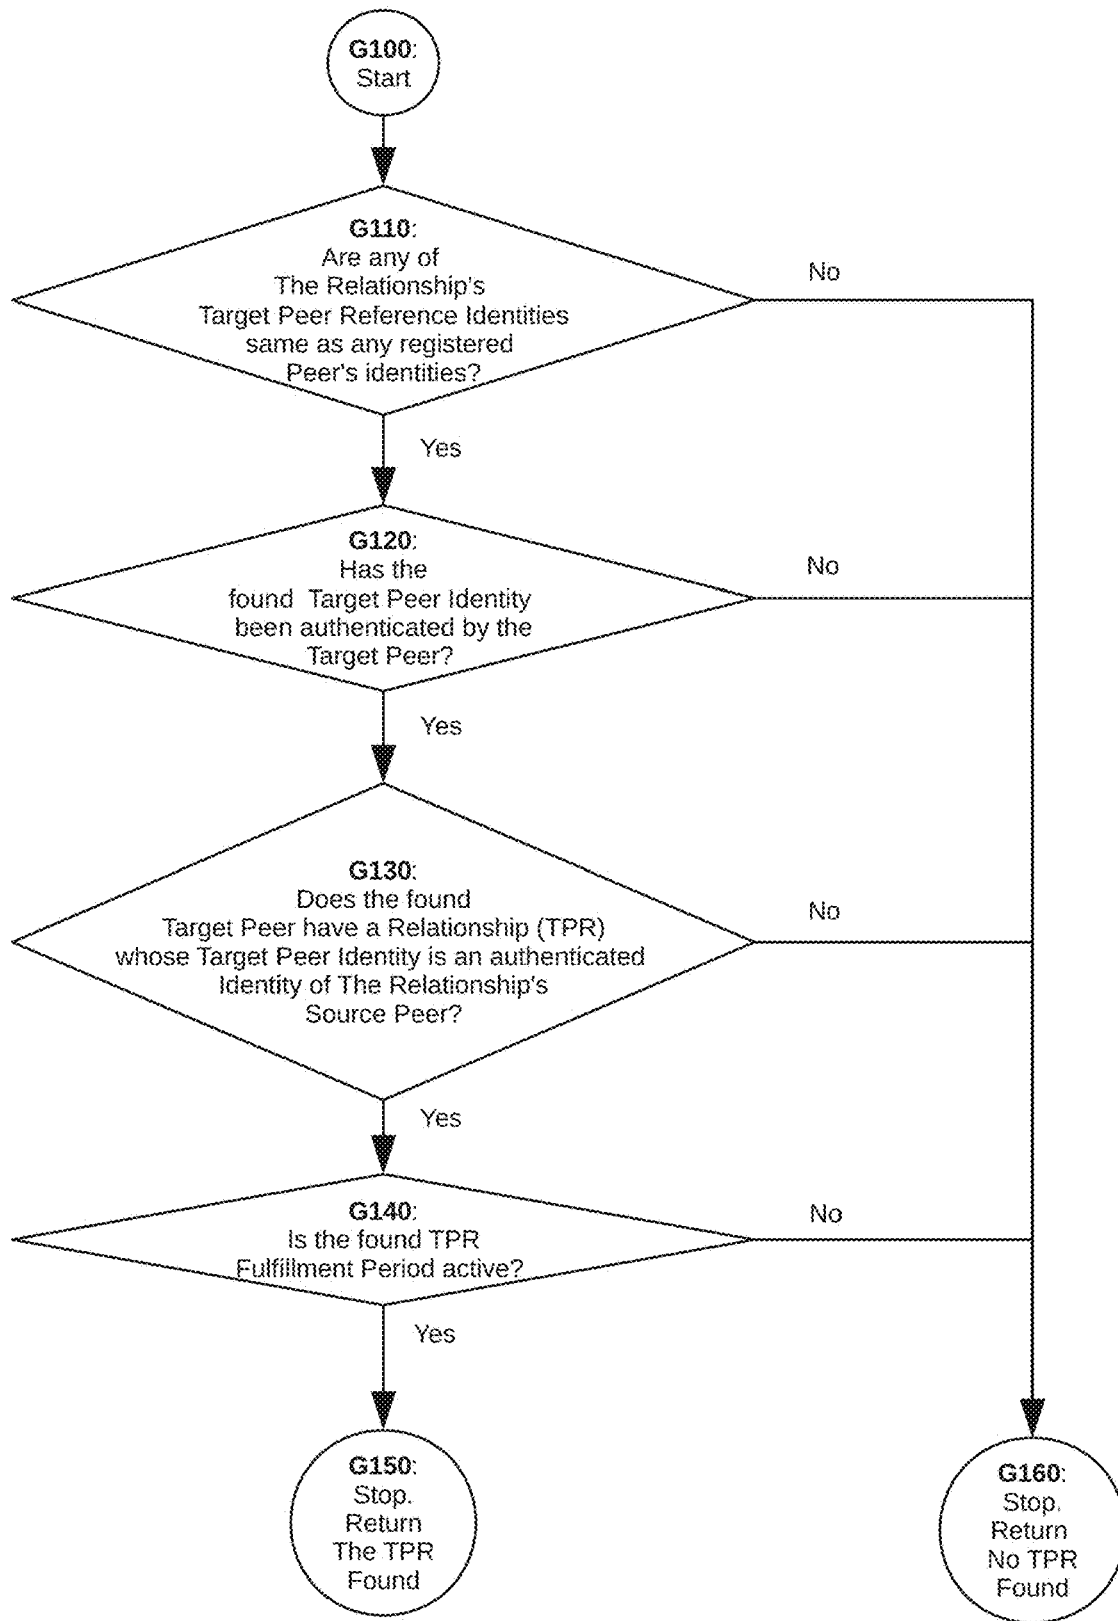 G100:
Start
G110:
Are any of
The Relationship's
Target Peer Reference Identities
same as any registered
Peer's identities?
No
Yes
G120:
Has the
found Target Peer Identity
been authenticated by the
Target Peer?
No
Yes
G130:
Does the found
Target Peer have a Relationship (TPR)
whose Target Peer Identity is an authenticated
Identity of The Relationship's
Source Peer?
No
Yes
G140:
Is the found TPR
Fulfillment Period active?
No
Yes
G150:
Stop.
Return
The TPR
Found
G160:
Stop.
Return
No TPR
Found